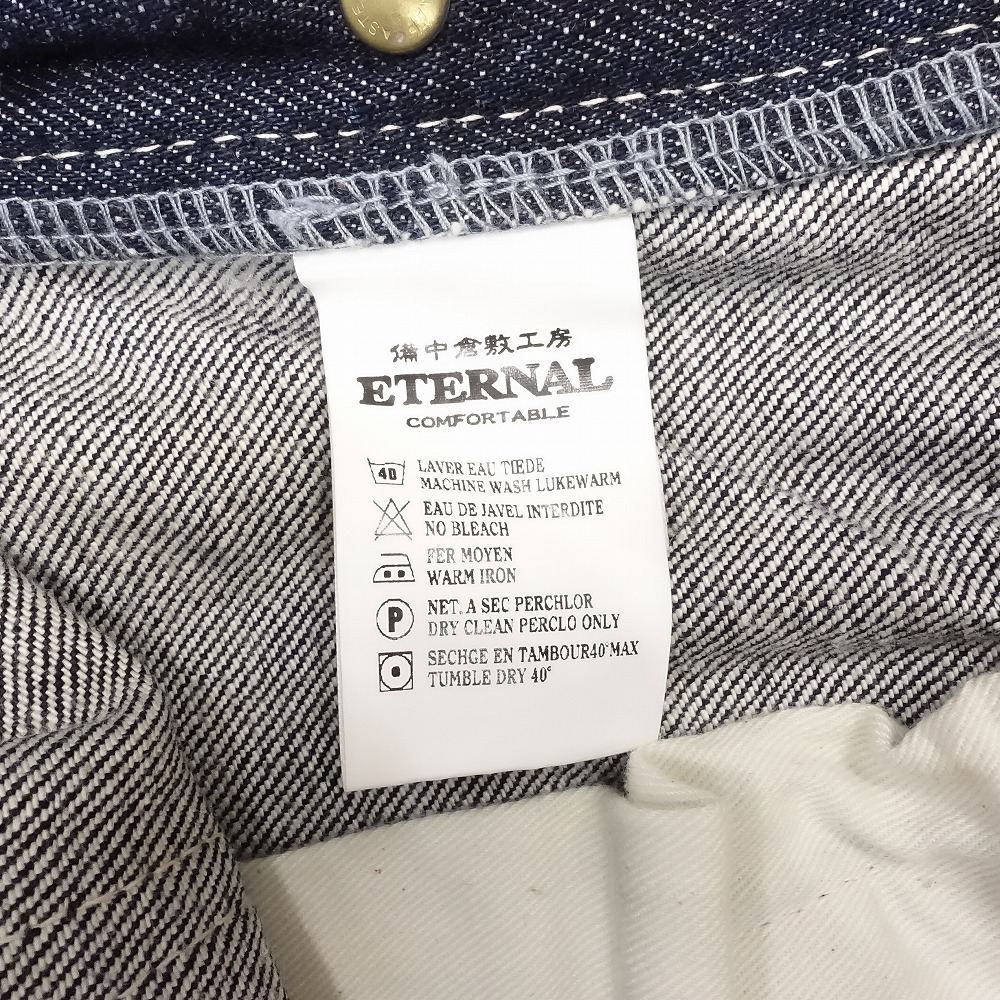 備中倉敷工房
ETERNAL
COMFORTABLE
40 LAVER EAU TIEDE
MACHINE WASH LUKEWARM
EAU DE JAVEL INTERDITE
NO BLEACH
FER MOYEN
WARM IRON
P NET. A SEC PERCHLOR
DRY CLEAN PERCLO ONLY
SECHGE EN TAMBOUR40°MAX
TUMBLE DRY 40°